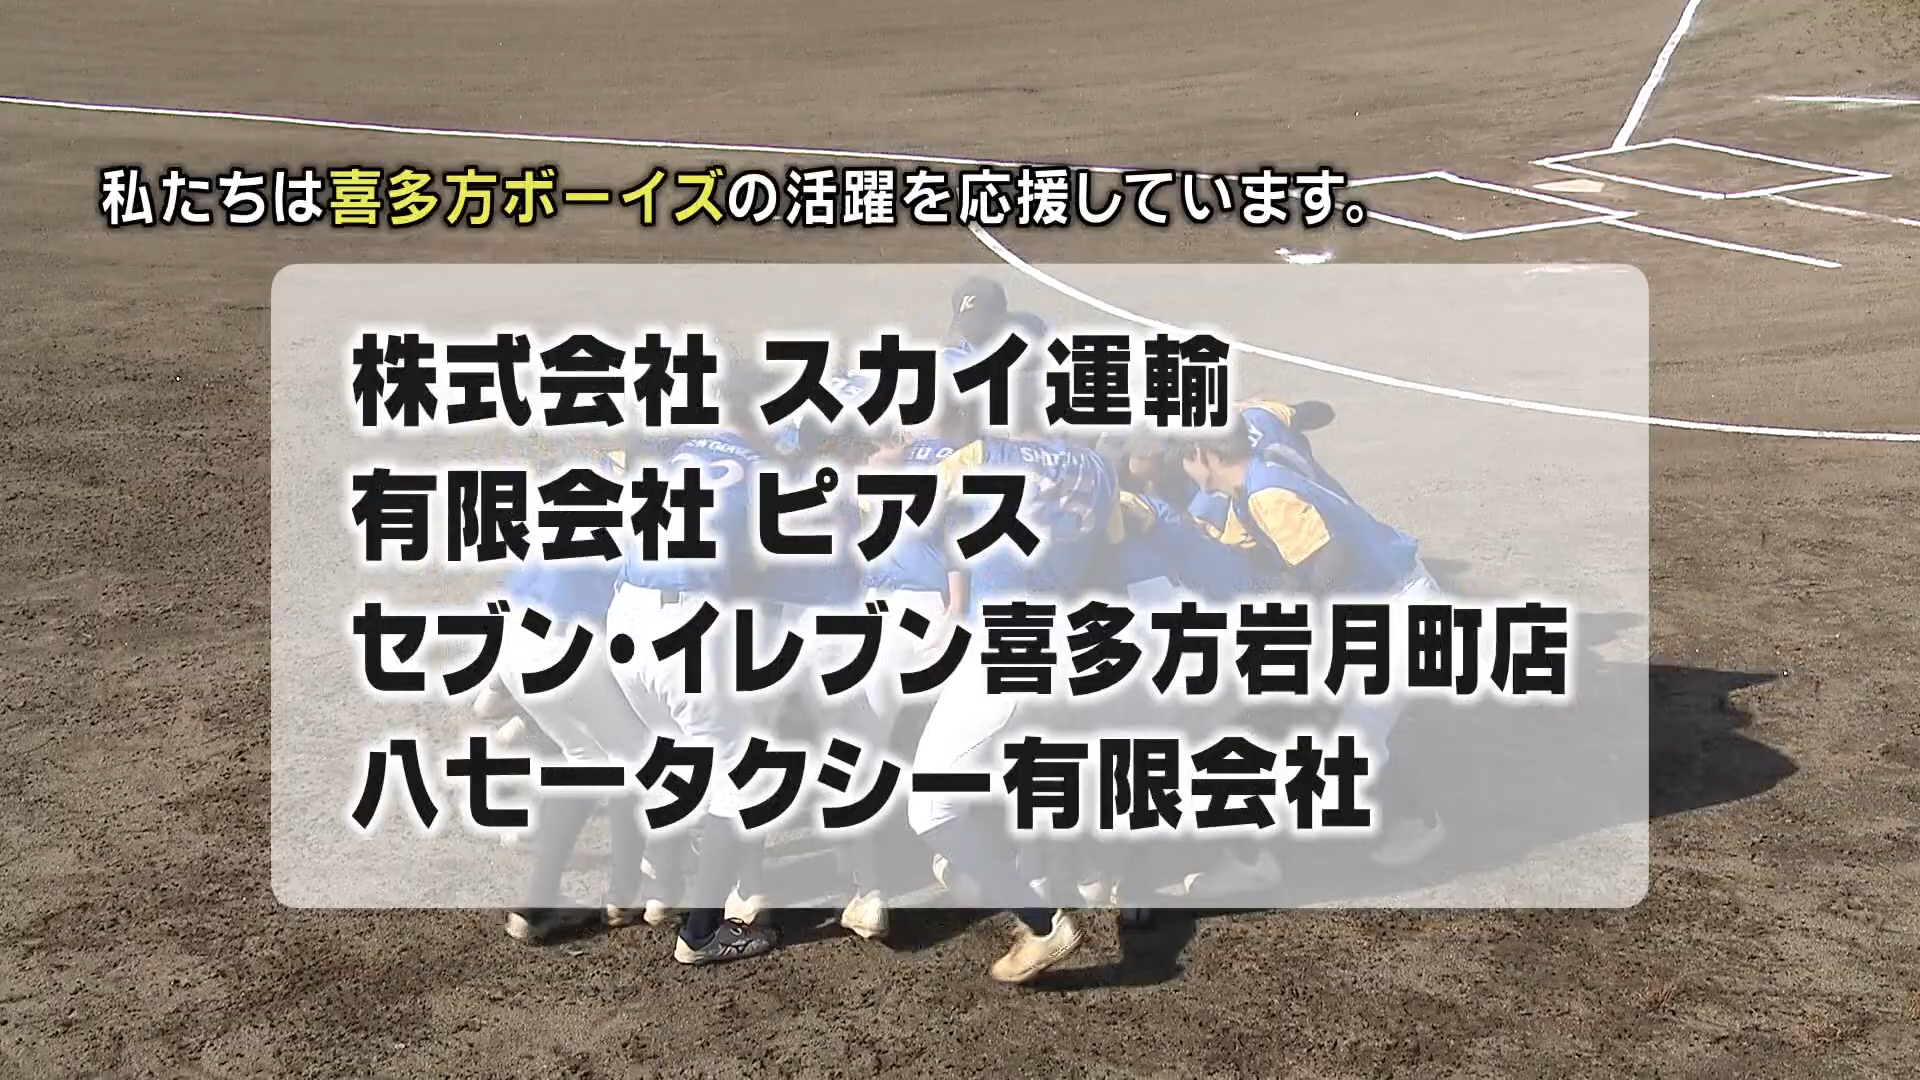 私たちは喜多方ボーイズの活躍を応援しています。
株式会社 スカイ運輸
有限会社 ピアス
セブン・イレブン喜多方岩月町店
八七一タクシー有限会社
K